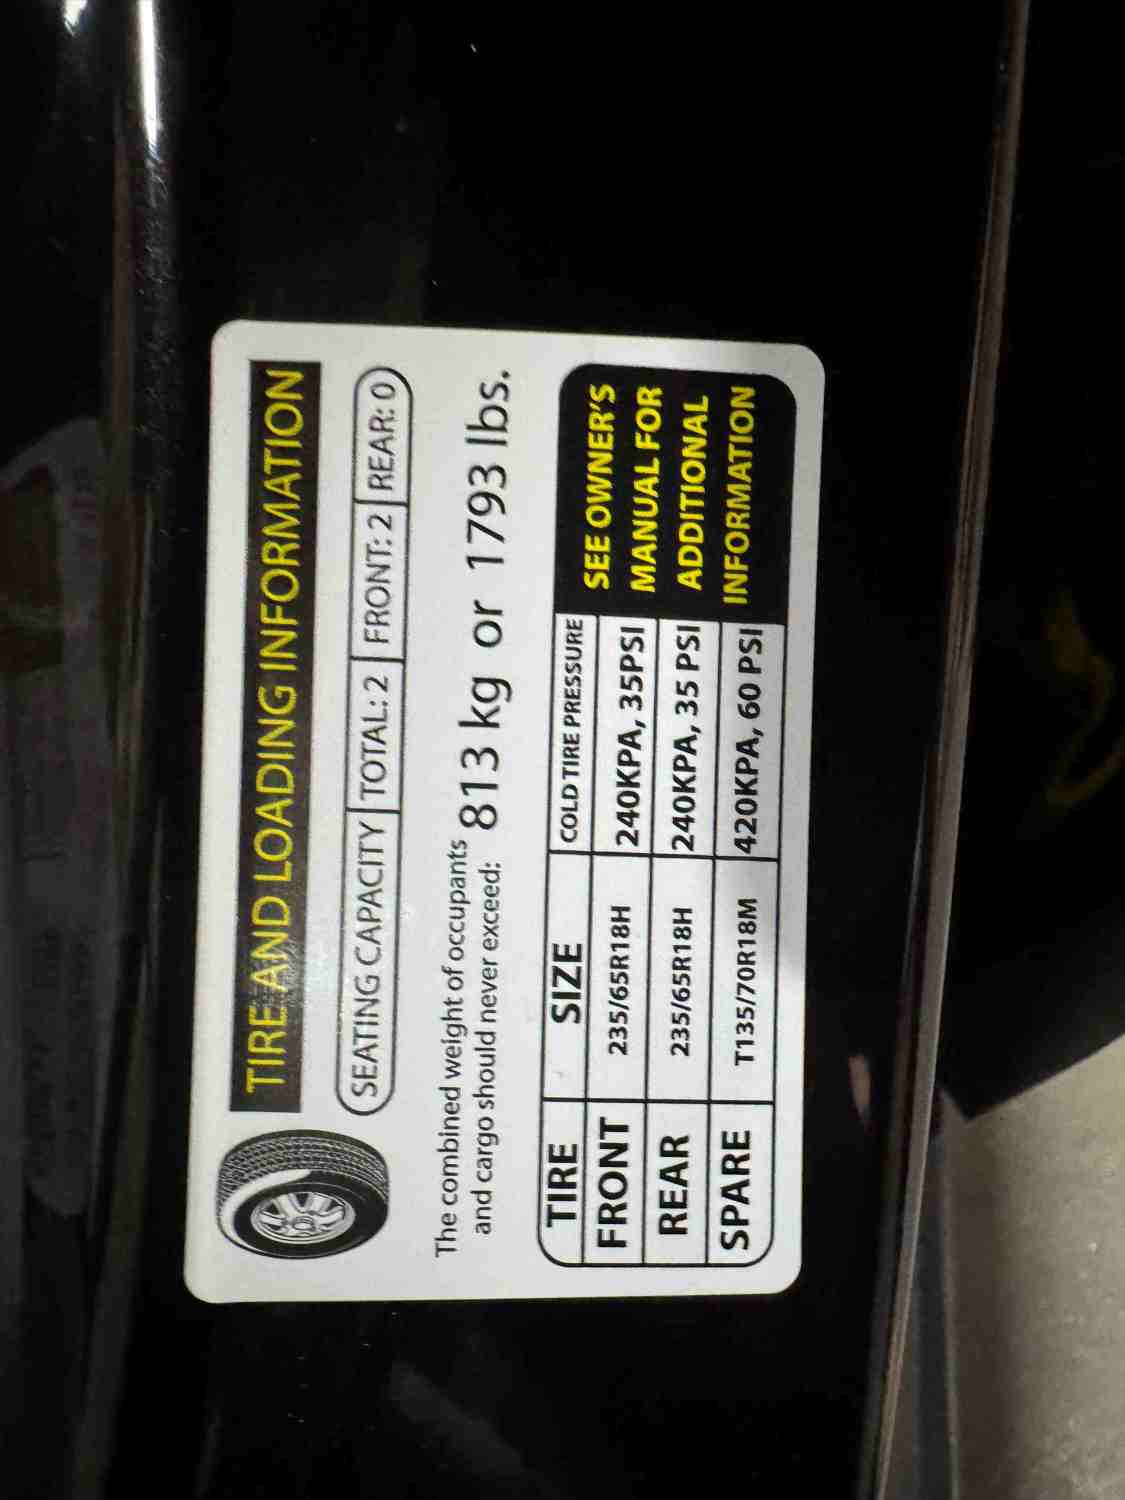 TIRE AND LOADING INFORMATION
SEATING CAPACITY TOTAL: 2 FRONT: 2 REAR: 0
The combined weight of occupants
and cargo should never exceed: 813 kg or 1793 lbs.
TIRE SIZE COLD TIRE PRESSURE
FRONT 235/65R18H 240KPA, 35PSI
REAR 235/65R18H 240KPA, 35 PSI
SPARE T135/70R18M 420KPA, 60 PSI
SEE OWNER'S
MANUAL FOR
ADDITIONAL
INFORMATION